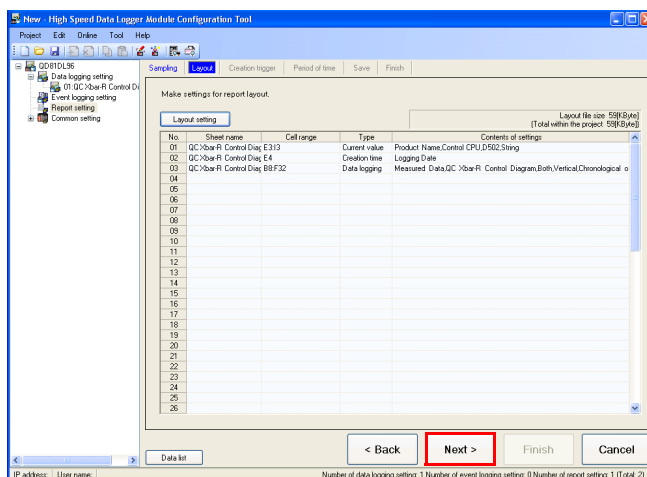 New - High Speed Data Logger Module Configuration Tool
Project Edit Online Tool Help
QD81DL96
Data logging setting
01:QC Xbar-R Control Di
Event logging setting
Report setting
Common setting
Sampling Layout Creation trigger Period of time Save Finish
Make settings for report layout.
Layout setting
Layout file size 59[KByte]
(Total within the project 59[KByte])
No. Sheet name Cell range Type Contents of settings
01 QC Xbar-R Control Diag E3:I3 Current value Product Name,Control CPU,D502,String
02 QC Xbar-R Control Diag E4 Creation time Logging Date
03 QC Xbar-R Control Diag B8:F32 Data logging Measured Data,QC Xbar-R Control Diagram,Both,Vertical,Chronological o
04
05
06
07
08
09
10
11
12
13
14
15
16
17
18
19
20
21
22
23
24
25
26
Data list
< Back Next > Finish Cancel
IP address: User name: Number of data logging setting: 1 Number of event logging setting: 0 Number of report setting: 1 (Total: 2)